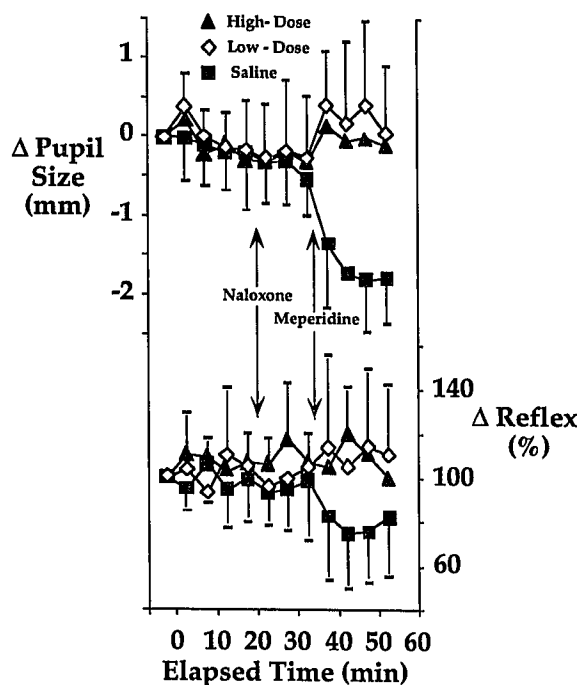 High- Dose
Low - Dose
Saline
1
0
-1
-2
Δ Pupil
Size
(mm)
Naloxone
Meperidine
140
100
60
Δ Reflex
(%)
0 10 20 30 40 50 60
Elapsed Time (min)